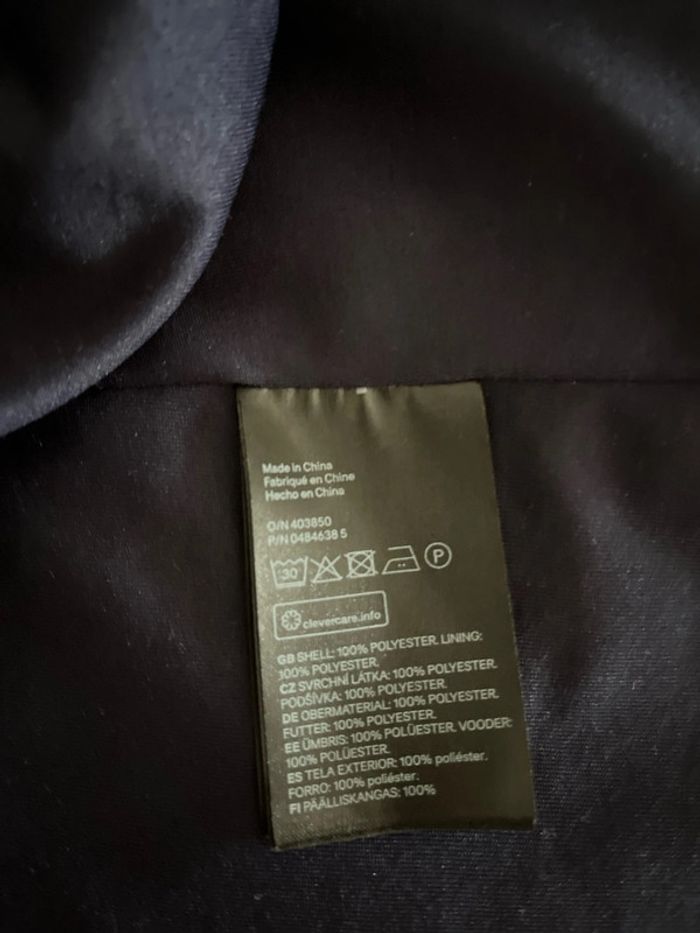 Made in China
Fabriqué en Chine
Hecho en China
O/N 403850
P/N 0484638 5
30 P
clevercare.info
GB SHELL: 100% POLYESTER. LINING:
100% POLYESTER.
CZ SVRCHNÍ LÁTKA: 100% POLYESTER.
PODŠÍVKA: 100% POLYESTER.
DE OBERMATERIAL: 100% POLYESTER.
FUTTER: 100% POLYESTER.
EE ÜMBRIS: 100% POLÜESTER. VOODER:
100% POLÜESTER.
ES TELA EXTERIOR: 100% poliéster.
FORRO: 100% poliéster.
FI PÄÄLLISKANGAS: 100%